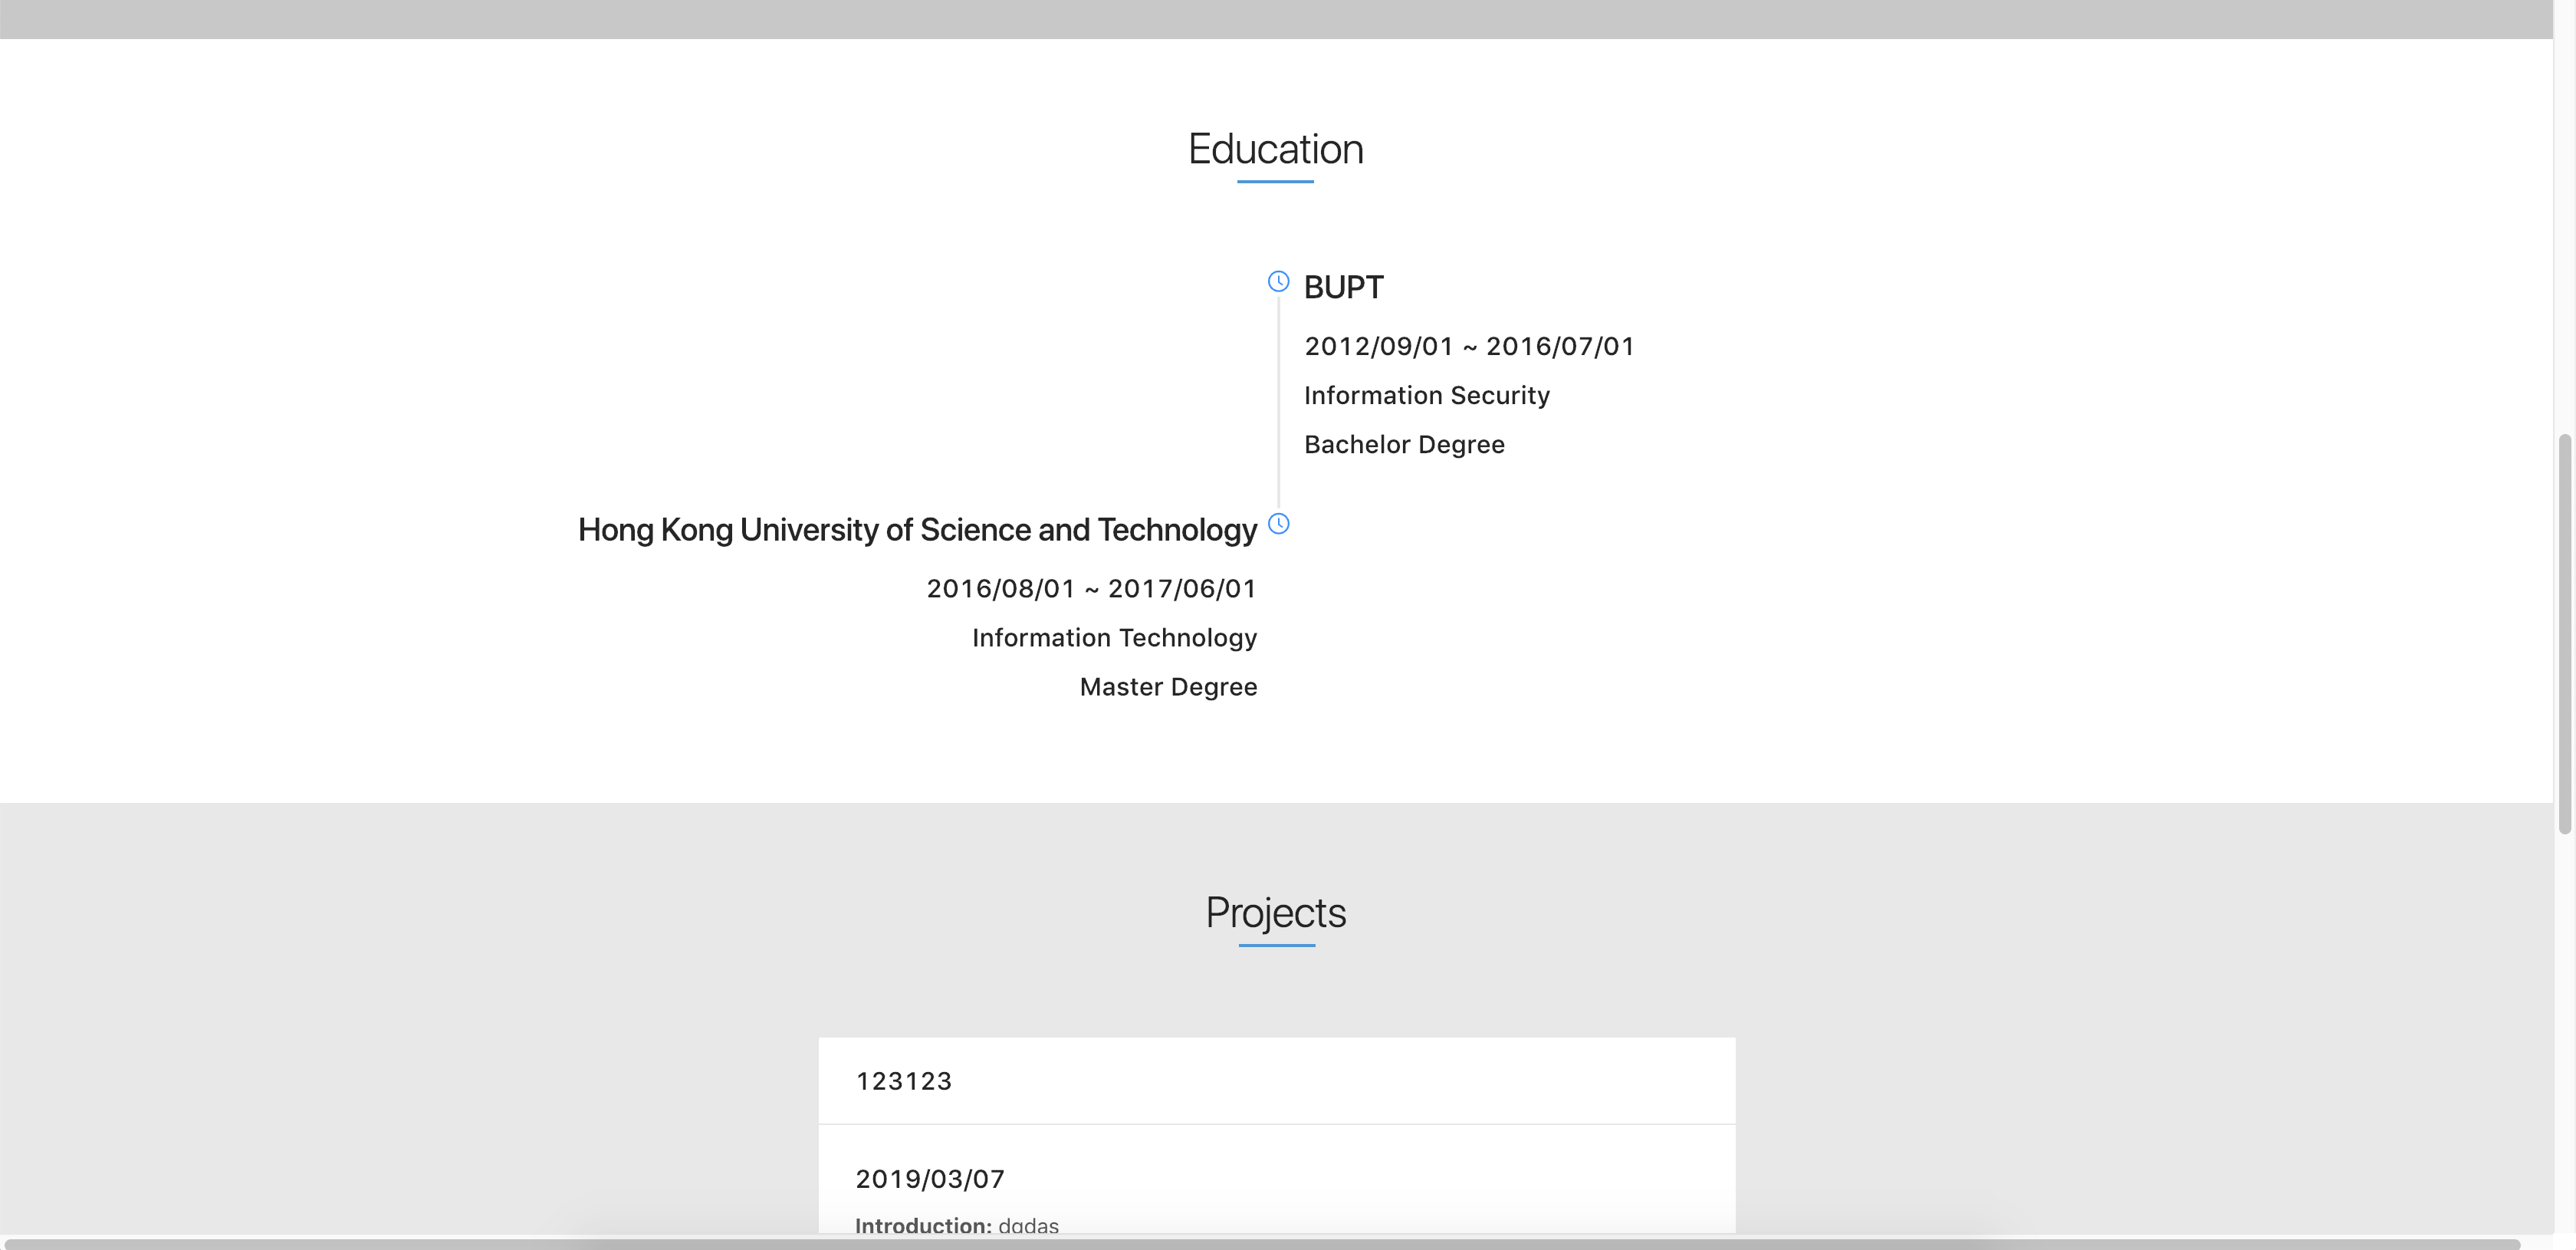 Education
BUPT
2012/09/01 ~ 2016/07/01
Information Security
Bachelor Degree
Hong Kong University of Science and Technology
2016/08/01 ~ 2017/06/01
Information Technology
Master Degree
Projects
123123
2019/03/07
Introduction: dgdas